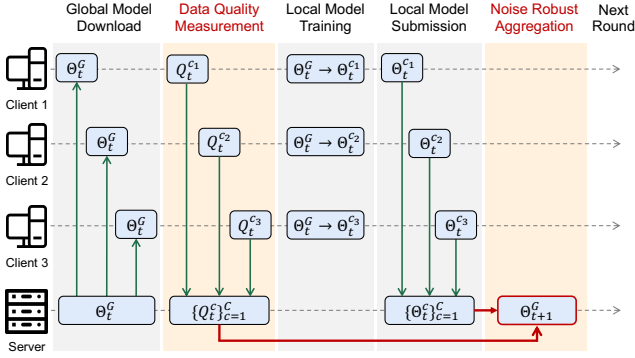 Global Model
Download
Data Quality
Measurement
Local Model
Training
Local Model
Submission
Noise Robust
Aggregation
Next
Round
Client 1
Θ_t^G
Q_t^{c_1}
Θ_t^G → Θ_t^{c_1}
Θ_t^{c_1}
Client 2
Θ_t^G
Q_t^{c_2}
Θ_t^G → Θ_t^{c_2}
Θ_t^{c_2}
Client 3
Θ_t^G
Q_t^{c_3}
Θ_t^G → Θ_t^{c_3}
Θ_t^{c_3}
Server
Θ_t^G
{Q_t^c}_{c=1}^C
{Θ_t^c}_{c=1}^C
Θ_{t+1}^G